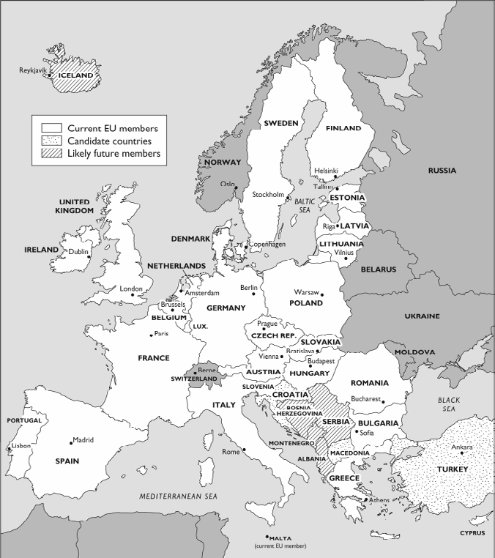 Reykjavik
ICELAND
Current EU members
Candidate countries
Likely future members
SWEDEN
FINLAND
NORWAY
RUSSIA
Oslo
Helsinki
Tallinn
Stockholm
BALTIC
SEA
ESTONIA
UNITED
KINGDOM
Riga
LATVIA
DENMARK
Copenhagen
LITHUANIA
Vilnius
IRELAND
Dublin
NETHERLANDS
BELARUS
London
Amsterdam
Berlin
Warsaw
Brussels
BELGIUM
GERMANY
POLAND
UKRAINE
LUX.
Prague
CZECH REP.
Paris
SLOVAKIA
Bratislava
Vienna
Budapest
MOLDOVA
FRANCE
Berne
SWITZERLAND
AUSTRIA
HUNGARY
SLOVENIA
ROMANIA
CROATIA
Bucharest
ITALY
BOSNIA
HERZEGOVINA
SERBIA
BLACK
SEA
PORTUGAL
BULGARIA
Sofia
Lisbon
Madrid
MONTENEGRO
Rome
MACEDONIA
ALBANIA
Ankara
SPAIN
TURKEY
GREECE
MEDITERRANEAN SEA
Athens
CYPRUS
MALTA
(current EU member)